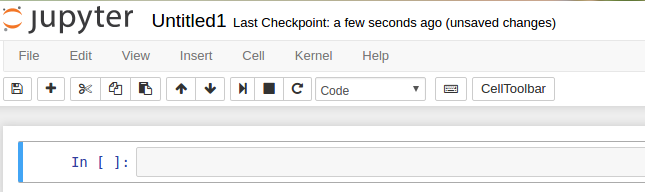 jupyter Untitled1 Last Checkpoint: a few seconds ago (unsaved changes)
File Edit View Insert Cell Kernel Help
Code CellToolbar
In [ ]: